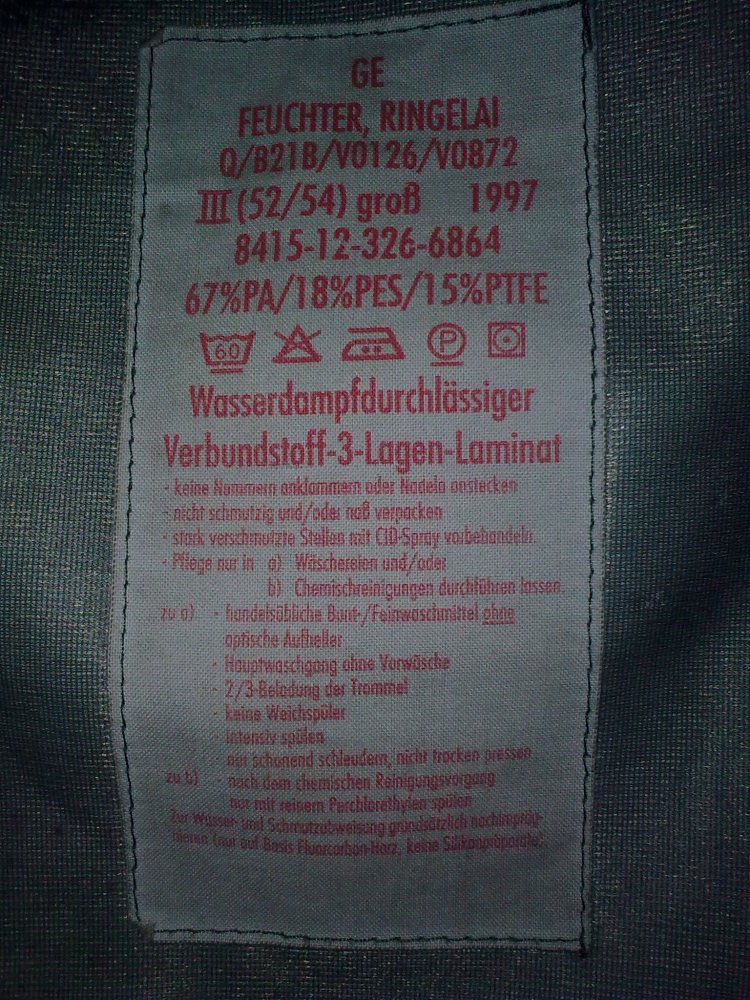 GE
FEUCHTER, RINGELAI
Q/B21B/V0126/V0872
III (52/54) groß 1997
8415-12-326-6864
67%PA/18%PES/15%PTFE
60 P
Wasserdampfdurchlässiger
Verbundstoff-3-Lagen-Laminat
- keine Nummern anklammern oder Nadeln anstecken
- nicht schmutzig und/oder naß verpacken
- stark verschmutzte Stellen mit CID-Spray vorbehandeln.
- Pflege nur in a) Wäschereien und/oder
b) Chemischreinigungen durchführen lassen.
zu a) - handelsübliche Bunt-/Feinwaschmittel ohne
optische Aufheller
- Hauptwaschgang ohne Vorwäsche
- 2/3-Beladung der Trommel
- keine Weichspüler
- intensiv spülen
- nur schonend schleudern, nicht trocken pressen
zu b) - nach dem chemischen Reinigungsvorgang
nur mit reinem Perchlorethylen spülen
Zur Wasser- und Schmutzabweisung grundsätzlich nachimpräg-
nieren (nur auf Basis Fluorcarbon-Harz, keine Silikonpräparate)